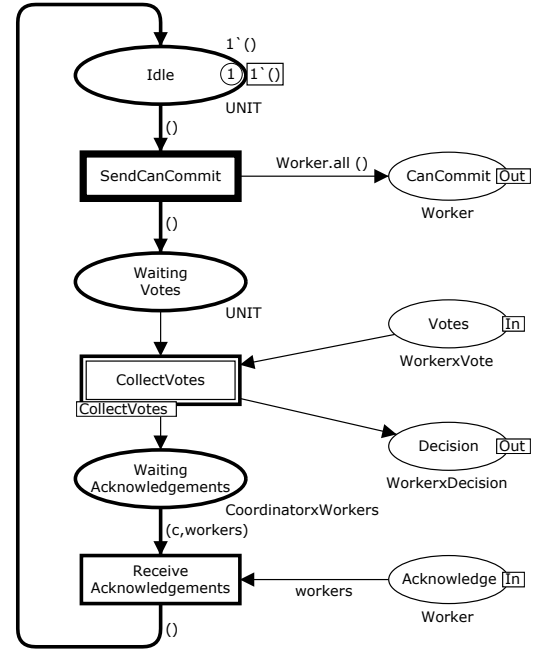 1`()
Idle
1
1`()
UNIT
()
SendCanCommit
Worker.all ()
CanCommit
Out
Worker
()
Waiting
Votes
UNIT
Votes
In
WorkerxVote
CollectVotes
CollectVotes
Decision
Out
WorkerxDecision
Waiting
Acknowledgements
CoordinatorxWorkers
(c,workers)
Receive
Acknowledgements
workers
Acknowledge
In
Worker
()